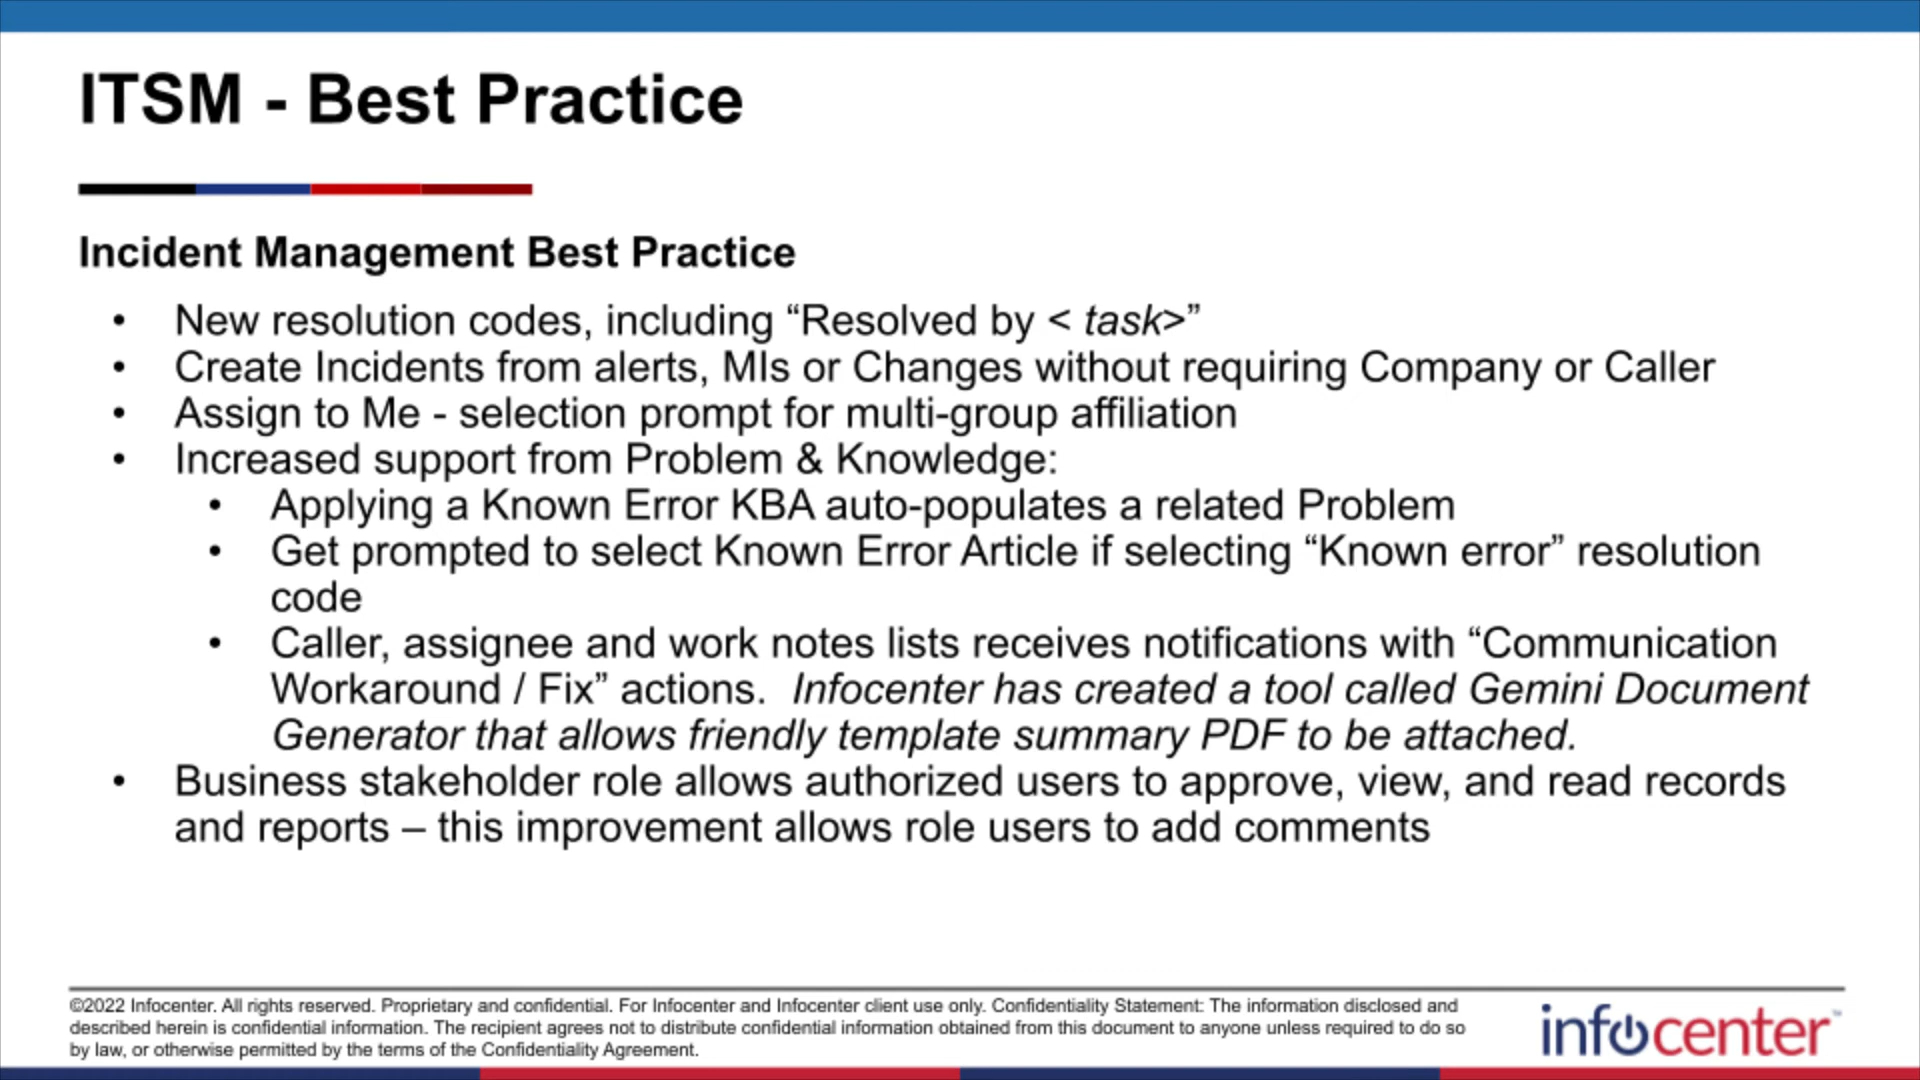 ITSM - Best Practice
Incident Management Best Practice
• New resolution codes, including “Resolved by < task>”
• Create Incidents from alerts, MIs or Changes without requiring Company or Caller
• Assign to Me - selection prompt for multi-group affiliation
• Increased support from Problem & Knowledge:
• Applying a Known Error KBA auto-populates a related Problem
• Get prompted to select Known Error Article if selecting “Known error” resolution
code
• Caller, assignee and work notes lists receives notifications with “Communication
Workaround / Fix” actions.  Infocenter has created a tool called Gemini Document
Generator that allows friendly template summary PDF to be attached.
• Business stakeholder role allows authorized users to approve, view, and read records
and reports – this improvement allows role users to add comments
©2022 Infocenter. All rights reserved. Proprietary and confidential. For Infocenter and Infocenter client use only. Confidentiality Statement: The information disclosed and
described herein is confidential information. The recipient agrees not to distribute confidential information obtained from this document to anyone unless required to do so
by law, or otherwise permitted by the terms of the Confidentiality Agreement.
infocenter™